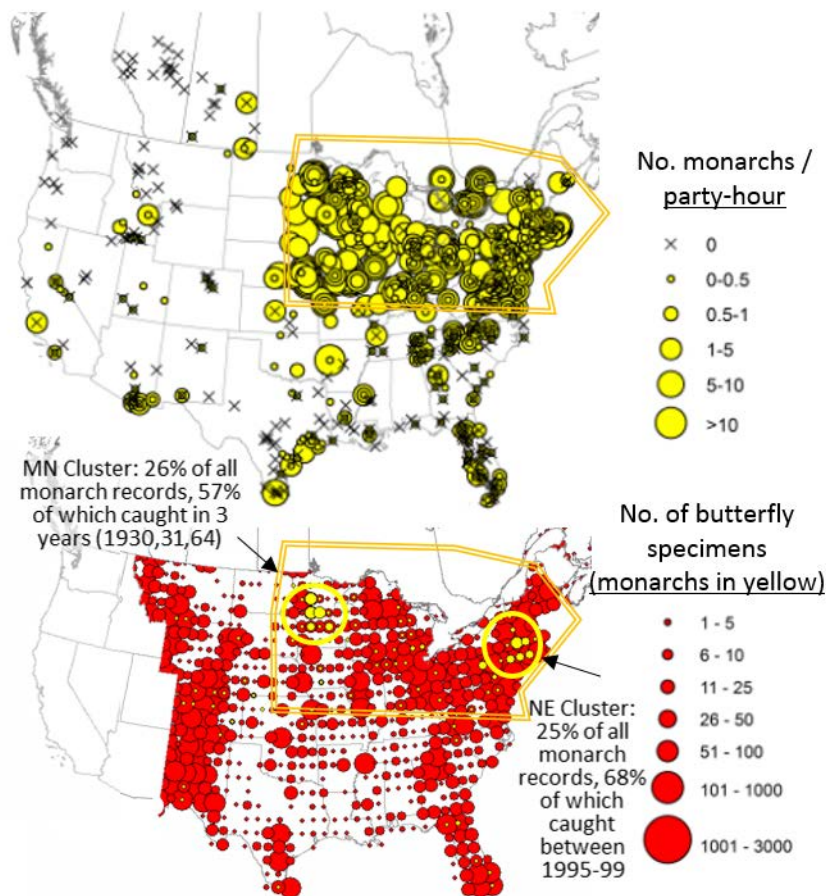 No. monarchs /
party-hour
0
0-0.5
0.5-1
1-5
5-10
>10
MN Cluster: 26% of all
monarch records, 57%
of which caught in 3
years (1930,31,64)
No. of butterfly
specimens
(monarchs in yellow)
1 - 5
6 - 10
11 - 25
26 - 50
51 - 100
101 - 1000
1001 - 3000
NE Cluster:
25% of all
monarch
records, 68%
of which
caught
between
1995-99